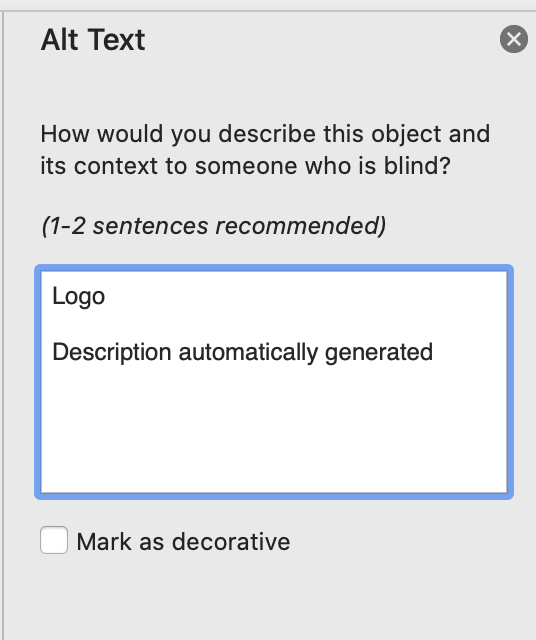 Alt Text
How would you describe this object and
its context to someone who is blind?
(1-2 sentences recommended)
Logo
Description automatically generated
Mark as decorative